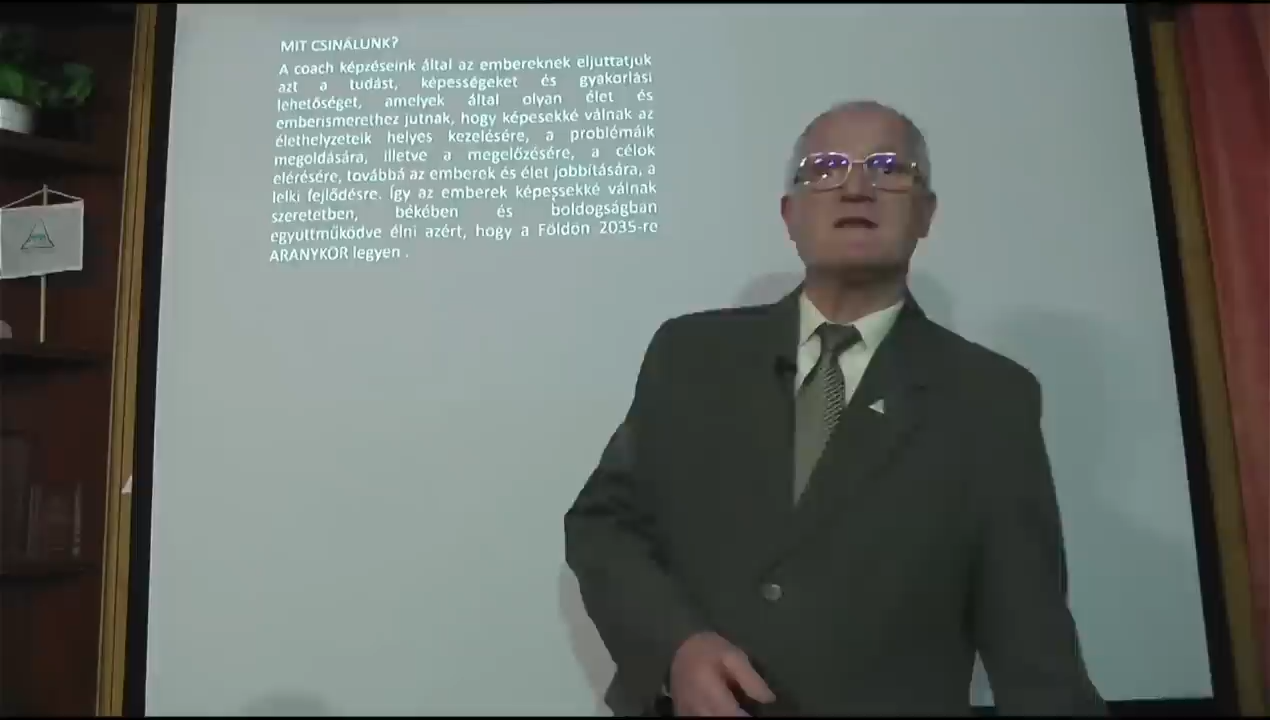 MIT CSINÁLUNK?
A coach képzéseink által az embereknek eljuttatjuk
azt a tudást, képességeket és gyakorlási
lehetőséget, amelyek által olyan élet és
emberismerethez jutnak, hogy képesekké válnak az
élethelyzeteik helyes kezelésére, a problémáik
megoldására, illetve a megelőzésére, a célok
elérésére, továbbá az emberek és élet jobbítására, a
lelki fejlődésre. Így az emberek képessekké válnak
szeretetben, békében és boldogságban
együttműködve élni azért, hogy a Földön 2035-re
ARANYKOR legyen .